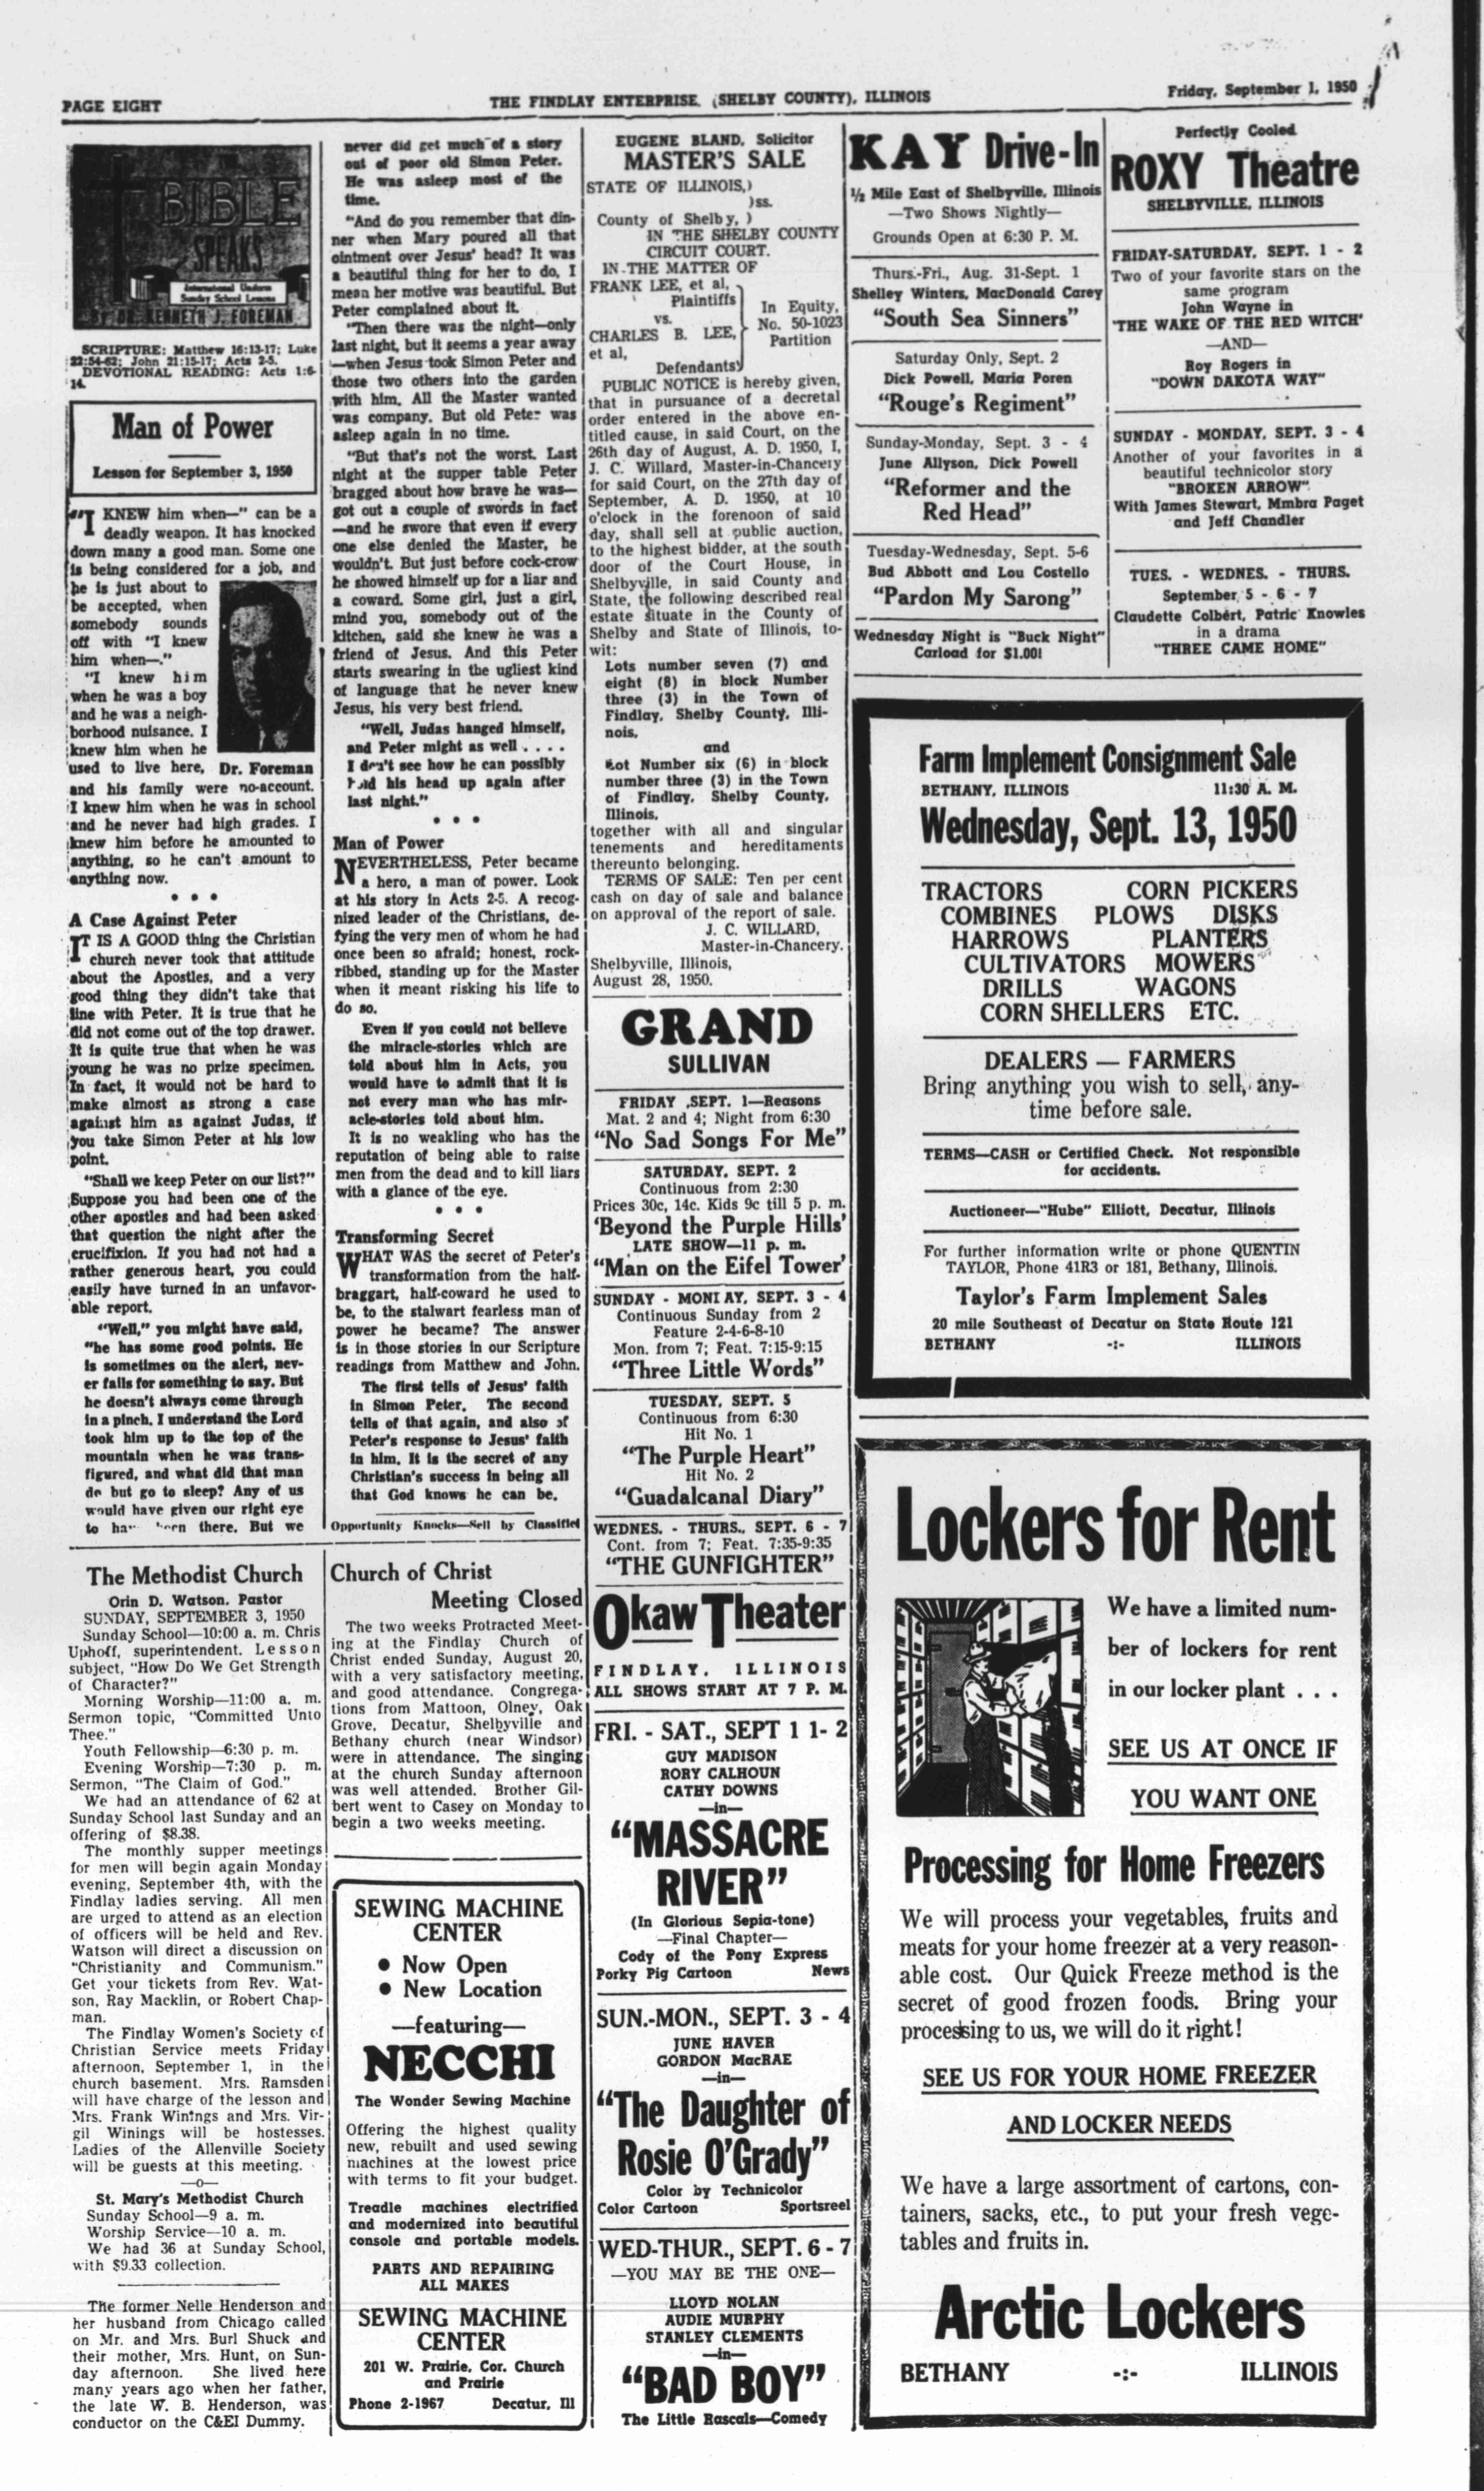 PAGE EIGHT
THE FINDLAY ENTERPRISE, (SHELBY COUNTY), ILLINOIS
Friday, September 1, 1950
THE
BIBLE
SPEAKS
International Uniform
Sunday School Lessons
BY DR. KENNETH J. FOREMAN
SCRIPTURE: Matthew 16:13-17; Luke
22:54-62; John 21:15-17; Acts 2-5.
DEVOTIONAL READING: Acts 1:6-
14.
Man of Power
Lesson for September 3, 1950
"I KNEW him when—" can be a
deadly weapon. It has knocked
down many a good man. Some one
is being considered for a job, and
he is just about to
be accepted, when
somebody sounds
off with "I knew
him when—."
"I knew him
when he was a boy
and he was a neigh-
borhood nuisance. I
knew him when he
used to live here,
Dr. Foreman
and his family were no-account.
I knew him when he was in school
and he never had high grades. I
knew him before he amounted to
anything, so he can't amount to
anything now.
• • •
A Case Against Peter
IT IS A GOOD thing the Christian
church never took that attitude
about the Apostles, and a very
good thing they didn't take that
line with Peter. It is true that he
did not come out of the top drawer.
It is quite true that when he was
young he was no prize specimen.
In fact, it would not be hard to
make almost as strong a case
against him as against Judas, if
you take Simon Peter at his low
point.
"Shall we keep Peter on our list?"
Suppose you had been one of the
other apostles and had been asked
that question the night after the
crucifixion. If you had not had a
rather generous heart, you could
easily have turned in an unfavor-
able report.
"Well," you might have said,
"he has some good points. He
is sometimes on the alert, nev-
er fails for something to say. But
he doesn't always come through
in a pinch. I understand the Lord
took him up to the top of the
mountain when he was trans-
figured, and what did that man
do but go to sleep? Any of us
would have given our right eye
to have been there. But we
never did get much of a story
out of poor old Simon Peter.
He was asleep most of the
time.
"And do you remember that din-
ner when Mary poured all that
ointment over Jesus' head? It was
a beautiful thing for her to do, I
mean her motive was beautiful. But
Peter complained about it.
"Then there was the night—only
last night, but it seems a year away
—when Jesus took Simon Peter and
those two others into the garden
with him. All the Master wanted
was company. But old Peter was
asleep again in no time.
"But that's not the worst. Last
night at the supper table Peter
bragged about how brave he was—
got out a couple of swords in fact
—and he swore that even if every
one else denied the Master, he
wouldn't. But just before cock-crow
he showed himself up for a liar and
a coward. Some girl, just a girl,
mind you, somebody out of the
kitchen, said she knew he was a
friend of Jesus. And this Peter
starts swearing in the ugliest kind
of language that he never knew
Jesus, his very best friend.
"Well, Judas hanged himself,
and Peter might as well . . . .
I don't see how he can possibly
hold his head up again after
last night."
• • •
Man of Power
NEVERTHELESS, Peter became
a hero, a man of power. Look
at his story in Acts 2-5. A recog-
nized leader of the Christians, de-
fying the very men of whom he had
once been so afraid; honest, rock-
ribbed, standing up for the Master
when it meant risking his life to
do so.
Even if you could not believe
the miracle-stories which are
told about him in Acts, you
would have to admit that it is
not every man who has mir-
acle-stories told about him.
It is no weakling who has the
reputation of being able to raise
men from the dead and to kill liars
with a glance of the eye.
• • •
Transforming Secret
WHAT WAS the secret of Peter's
transformation from the half-
braggart, half-coward he used to
be, to the stalwart fearless man of
power he became? The answer
is in those stories in our Scripture
readings from Matthew and John.
The first tells of Jesus' faith
in Simon Peter. The second
tells of that again, and also of
Peter's response to Jesus' faith
in him. It is the secret of any
Christian's success in being all
that God knows he can be.
Opportunity Knocks—Sell by Classified
The Methodist Church
Orin D. Watson, Pastor
SUNDAY, SEPTEMBER 3, 1950
Sunday School—10:00 a. m. Chris
Uphoff, superintendent. Lesson
subject, "How Do We Get Strength
of Character?"
Morning Worship—11:00 a. m.
Sermon topic, "Committed Unto
Thee."
Youth Fellowship—6:30 p. m.
Evening Worship—7:30 p. m.
Sermon, "The Claim of God."
We had an attendance of 62 at
Sunday School last Sunday and an
offering of $8.38.
The monthly supper meetings
for men will begin again Monday
evening, September 4th, with the
Findlay ladies serving. All men
are urged to attend as an election
of officers will be held and Rev.
Watson will direct a discussion on
"Christianity and Communism."
Get your tickets from Rev. Wat-
son, Ray Macklin, or Robert Chap-
man.
The Findlay Women's Society of
Christian Service meets Friday
afternoon, September 1, in the
church basement. Mrs. Ramsden
will have charge of the lesson and
Mrs. Frank Winings and Mrs. Vir-
gil Winings will be hostesses.
Ladies of the Allenville Society
will be guests at this meeting.
—o—
St. Mary's Methodist Church
Sunday School—9 a. m.
Worship Service—10 a. m.
We had 36 at Sunday School,
with $9.33 collection.
The former Nelle Henderson and
her husband from Chicago called
on Mr. and Mrs. Burl Shuck and
their mother, Mrs. Hunt, on Sun-
day afternoon. She lived here
many years ago when her father,
the late W. B. Henderson, was
conductor on the C&EI Dummy.
Church of Christ
Meeting Closed
The two weeks Protracted Meet-
ing at the Findlay Church of
Christ ended Sunday, August 20,
with a very satisfactory meeting,
and good attendance. Congrega-
tions from Mattoon, Olney, Oak
Grove, Decatur, Shelbyville and
Bethany church (near Windsor)
were in attendance. The singing
at the church Sunday afternoon
was well attended. Brother Gil-
bert went to Casey on Monday to
begin a two weeks meeting.
SEWING MACHINE
CENTER
• Now Open
• New Location
—featuring—
NECCHI
The Wonder Sewing Machine
Offering the highest quality
new, rebuilt and used sewing
machines at the lowest price
with terms to fit your budget.
Treadle machines electrified
and modernized into beautiful
console and portable models.
PARTS AND REPAIRING
ALL MAKES
SEWING MACHINE
CENTER
201 W. Prairie, Cor. Church
and Prairie
Phone 2-1967 Decatur, Ill
EUGENE BLAND, Solicitor
MASTER'S SALE
STATE OF ILLINOIS,)
)ss.
County of Shelby, )
IN THE SHELBY COUNTY
CIRCUIT COURT.
IN THE MATTER OF
FRANK LEE, et al,
Plaintiffs
vs.
CHARLES B. LEE,
et al,
Defendants
In Equity,
No. 50-1023
Partition
PUBLIC NOTICE is hereby given,
that in pursuance of a decretal
order entered in the above en-
titled cause, in said Court, on the
26th day of August, A. D. 1950, I,
J. C. Willard, Master-in-Chancery
for said Court, on the 27th day of
September, A. D. 1950, at 10
o'clock in the forenoon of said
day, shall sell at public auction,
to the highest bidder, at the south
door of the Court House, in
Shelbyville, in said County and
State, the following described real
estate situate in the County of
Shelby and State of Illinois, to-
wit:
Lots number seven (7) and
eight (8) in block Number
three (3) in the Town of
Findlay, Shelby County, Illi-
nois,
and
Lot Number six (6) in block
number three (3) in the Town
of Findlay, Shelby County,
Illinois,
together with all and singular
tenements and hereditaments
thereunto belonging.
TERMS OF SALE: Ten per cent
cash on day of sale and balance
on approval of the report of sale.
J. C. WILLARD,
Master-in-Chancery.
Shelbyville, Illinois,
August 28, 1950.
GRAND
SULLIVAN
FRIDAY ,SEPT. 1—Reasons
Mat. 2 and 4; Night from 6:30
"No Sad Songs For Me"
SATURDAY, SEPT. 2
Continuous from 2:30
Prices 30c, 14c. Kids 9c till 5 p. m.
'Beyond the Purple Hills'
LATE SHOW—11 p. m.
"Man on the Eifel Tower'
SUNDAY - MONDAY, SEPT. 3 - 4
Continuous Sunday from 2
Feature 2-4-6-8-10
Mon. from 7; Feat. 7:15-9:15
"Three Little Words"
TUESDAY, SEPT. 5
Continuous from 6:30
Hit No. 1
"The Purple Heart"
Hit No. 2
"Guadalcanal Diary"
WEDNES. - THURS., SEPT. 6 - 7
Cont. from 7; Feat. 7:35-9:35
"THE GUNFIGHTER"
Okaw Theater
FINDLAY, ILLINOIS
ALL SHOWS START AT 7 P. M.
FRI. - SAT., SEPT 1 1- 2
GUY MADISON
RORY CALHOUN
CATHY DOWNS
—in—
"MASSACRE
RIVER"
(In Glorious Sepia-tone)
—Final Chapter—
Cody of the Pony Express
Porky Pig Cartoon News
SUN.-MON., SEPT. 3 - 4
JUNE HAVER
GORDON MacRAE
—in—
"The Daughter of
Rosie O'Grady"
Color by Technicolor
Color Cartoon Sportsreel
WED-THUR., SEPT. 6 - 7
—YOU MAY BE THE ONE—
LLOYD NOLAN
AUDIE MURPHY
STANLEY CLEMENTS
—in—
"BAD BOY"
The Little Rascals—Comedy
KAY Drive-In
½ Mile East of Shelbyville, Illinois
—Two Shows Nightly—
Grounds Open at 6:30 P. M.
Thurs.-Fri., Aug. 31-Sept. 1
Shelley Winters, MacDonald Carey
"South Sea Sinners"
Saturday Only, Sept. 2
Dick Powell, Maria Poren
"Rouge's Regiment"
Sunday-Monday, Sept. 3 - 4
June Allyson, Dick Powell
"Reformer and the
Red Head"
Tuesday-Wednesday, Sept. 5-6
Bud Abbott and Lou Costello
"Pardon My Sarong"
Wednesday Night is "Buck Night"
Carload for $1.00!
Perfectly Cooled
ROXY Theatre
SHELBYVILLE, ILLINOIS
FRIDAY-SATURDAY, SEPT. 1 - 2
Two of your favorite stars on the
same program
John Wayne in
'THE WAKE OF THE RED WITCH'
—AND—
Roy Rogers in
"DOWN DAKOTA WAY"
SUNDAY - MONDAY, SEPT. 3 - 4
Another of your favorites in a
beautiful technicolor story
"BROKEN ARROW"
With James Stewart, Mmbra Paget
and Jeff Chandler
TUES. - WEDNES. - THURS.
September 5 - 6 - 7
Claudette Colbert, Patric Knowles
in a drama
"THREE CAME HOME"
Farm Implement Consignment Sale
BETHANY, ILLINOIS 11:30 A. M.
Wednesday, Sept. 13, 1950
TRACTORS CORN PICKERS
COMBINES PLOWS DISKS
HARROWS PLANTERS
CULTIVATORS MOWERS
DRILLS WAGONS
CORN SHELLERS ETC.
DEALERS — FARMERS
Bring anything you wish to sell, any-
time before sale.
TERMS—CASH or Certified Check. Not responsible
for accidents.
Auctioneer—"Hube" Elliott, Decatur, Illinois
For further information write or phone QUENTIN
TAYLOR, Phone 41R3 or 181, Bethany, Illinois.
Taylor's Farm Implement Sales
20 mile Southeast of Decatur on State Route 121
BETHANY -:- ILLINOIS
Lockers for Rent
We have a limited num-
ber of lockers for rent
in our locker plant . . .
SEE US AT ONCE IF
YOU WANT ONE
Processing for Home Freezers
We will process your vegetables, fruits and
meats for your home freezer at a very reason-
able cost. Our Quick Freeze method is the
secret of good frozen foods. Bring your
processing to us, we will do it right!
SEE US FOR YOUR HOME FREEZER
AND LOCKER NEEDS
We have a large assortment of cartons, con-
tainers, sacks, etc., to put your fresh vege-
tables and fruits in.
Arctic Lockers
BETHANY -:- ILLINOIS